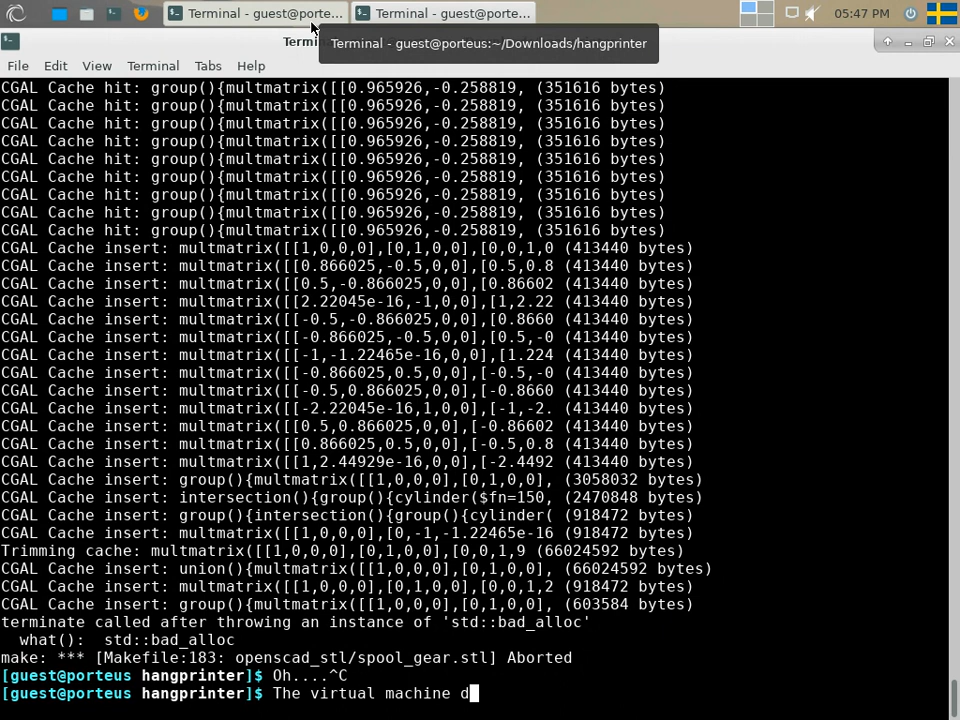 Terminal - guest@porte...
Terminal - guest@porte...
05:47 PM
Terminal - guest@porteus:~/Downloads/hangprinter
Termin
File Edit View Terminal Tabs Help
CGAL Cache hit: group(){multmatrix([[0.965926,-0.258819, (351616 bytes)
CGAL Cache hit: group(){multmatrix([[0.965926,-0.258819, (351616 bytes)
CGAL Cache hit: group(){multmatrix([[0.965926,-0.258819, (351616 bytes)
CGAL Cache hit: group(){multmatrix([[0.965926,-0.258819, (351616 bytes)
CGAL Cache hit: group(){multmatrix([[0.965926,-0.258819, (351616 bytes)
CGAL Cache hit: group(){multmatrix([[0.965926,-0.258819, (351616 bytes)
CGAL Cache hit: group(){multmatrix([[0.965926,-0.258819, (351616 bytes)
CGAL Cache hit: group(){multmatrix([[0.965926,-0.258819, (351616 bytes)
CGAL Cache hit: group(){multmatrix([[0.965926,-0.258819, (351616 bytes)
CGAL Cache insert: multmatrix([[1,0,0,0],[0,1,0,0],[0,0,1,0 (413440 bytes)
CGAL Cache insert: multmatrix([[0.866025,-0.5,0,0],[0.5,0.8 (413440 bytes)
CGAL Cache insert: multmatrix([[0.5,-0.866025,0,0],[0.86602 (413440 bytes)
CGAL Cache insert: multmatrix([[2.22045e-16,-1,0,0],[1,2.22 (413440 bytes)
CGAL Cache insert: multmatrix([[-0.5,-0.866025,0,0],[0.8660 (413440 bytes)
CGAL Cache insert: multmatrix([[-0.866025,-0.5,0,0],[0.5,-0 (413440 bytes)
CGAL Cache insert: multmatrix([[-1,-1.22465e-16,0,0],[1.224 (413440 bytes)
CGAL Cache insert: multmatrix([[-0.866025,0.5,0,0],[-0.5,-0 (413440 bytes)
CGAL Cache insert: multmatrix([[-0.5,0.866025,0,0],[-0.8660 (413440 bytes)
CGAL Cache insert: multmatrix([[-2.22045e-16,1,0,0],[-1,-2. (413440 bytes)
CGAL Cache insert: multmatrix([[0.5,0.866025,0,0],[-0.86602 (413440 bytes)
CGAL Cache insert: multmatrix([[0.866025,0.5,0,0],[-0.5,0.8 (413440 bytes)
CGAL Cache insert: multmatrix([[1,2.44929e-16,0,0],[-2.4492 (413440 bytes)
CGAL Cache insert: group(){multmatrix([[1,0,0,0],[0,1,0,0], (3058032 bytes)
CGAL Cache insert: intersection(){group(){cylinder($fn=150, (2470848 bytes)
CGAL Cache insert: group(){intersection(){group(){cylinder( (918472 bytes)
CGAL Cache insert: multmatrix([[1,0,0,0],[0,-1,-1.22465e-16 (918472 bytes)
Trimming cache: multmatrix([[1,0,0,0],[0,1,0,0],[0,0,1,9 (66024592 bytes)
CGAL Cache insert: union(){multmatrix([[1,0,0,0],[0,1,0,0], (66024592 bytes)
CGAL Cache insert: multmatrix([[1,0,0,0],[0,1,0,0],[0,0,1,2 (918472 bytes)
CGAL Cache insert: group(){multmatrix([[1,0,0,0],[0,1,0,0], (603584 bytes)
terminate called after throwing an instance of 'std::bad_alloc'
  what():  std::bad_alloc
make: *** [Makefile:183: openscad_stl/spool_gear.stl] Aborted
[guest@porteus hangprinter]$ Oh....^C
[guest@porteus hangprinter]$ The virtual machine d